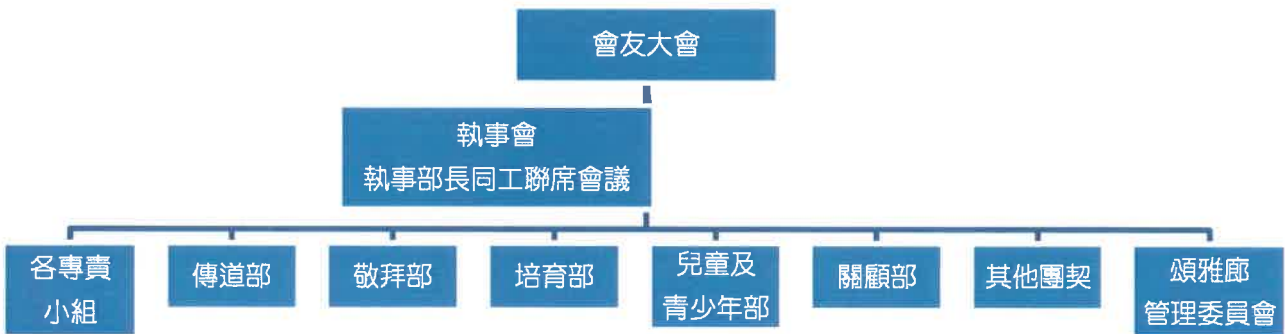 會友大會
執事會
執事部長同工聯席會議
各專責
小組
傳道部
敬拜部
培育部
兒童及
青少年部
關顧部
其他團契
頌雅廊
管理委員會